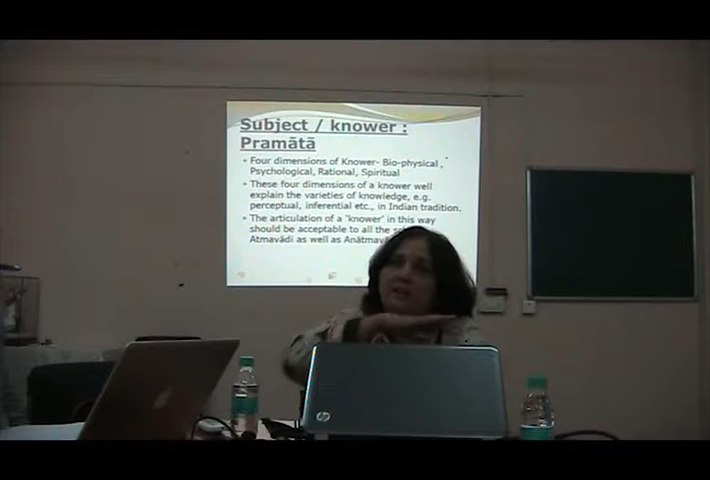 Subject / knower :
Pramātā
• Four dimensions of Knower- Bio-physical ,
Psychological, Rational, Spiritual
• These four dimensions of a knower well
explain the varieties of knowledge, e.g.
perceptual, inferential etc., in Indian tradition.
• The articulation of a 'knower' in this way
should be acceptable to all the
Atmavādi as well as
hp